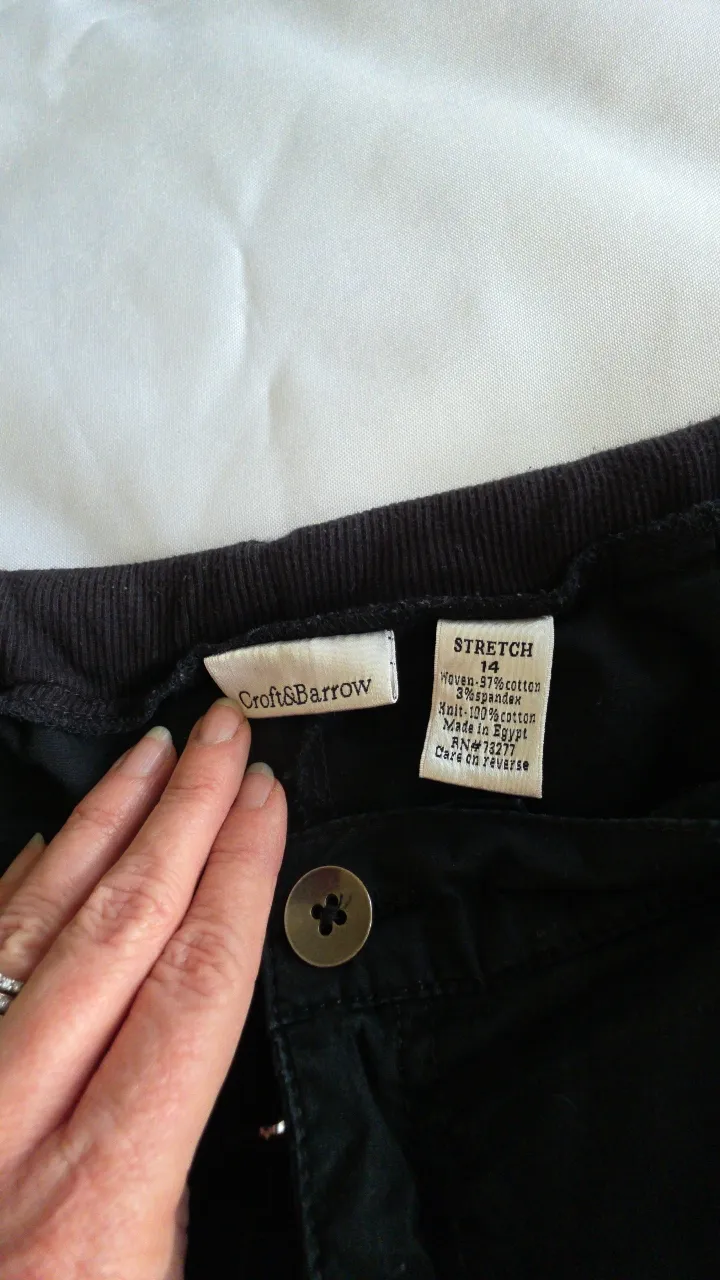 Croft&Barrow
STRETCH
14
Woven-97%cotton
3%spandex
Knit-100%cotton
Made in Egypt
RN#73277
Care on reverse